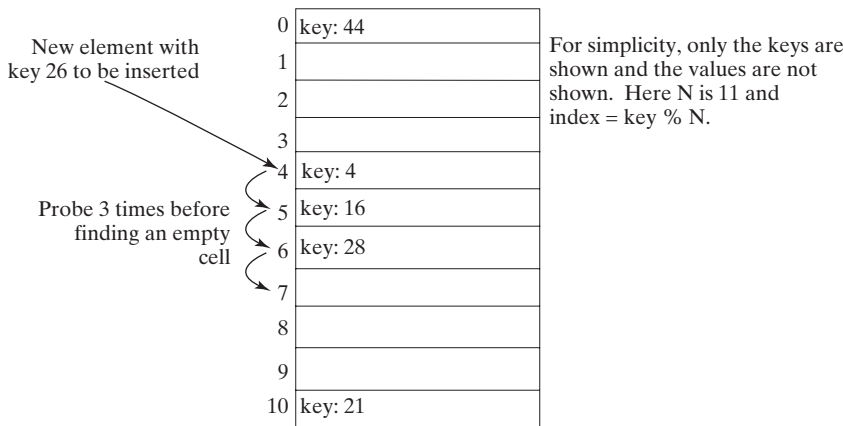 New element with
key 26 to be inserted
0 key: 44
1
2
3
4 key: 4
5 key: 16
6 key: 28
7
8
9
10 key: 21
Probe 3 times before
finding an empty
cell
For simplicity, only the keys are
shown and the values are not
shown. Here N is 11 and
index = key % N.